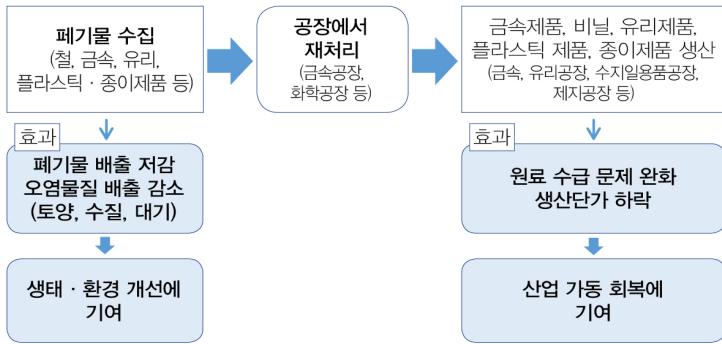 페기물 수집
(철, 금속, 유리,
플라스틱 · 종이제품 등)
공장에서
재처리
(금속공장,
화학공장 등)
금속제품, 비닐, 유리제품,
플라스틱 제품, 종이제품 생산
(금속, 유리공장, 수지일용품공장,
제지공장 등)
효과
폐기물 배출 저감
오염물질 배출 감소
(토양, 수질, 대기)
생태 · 환경 개선에
기여
효과
원료 수급 문제 완화
생산단가 하락
산업 가동 회복에
기여